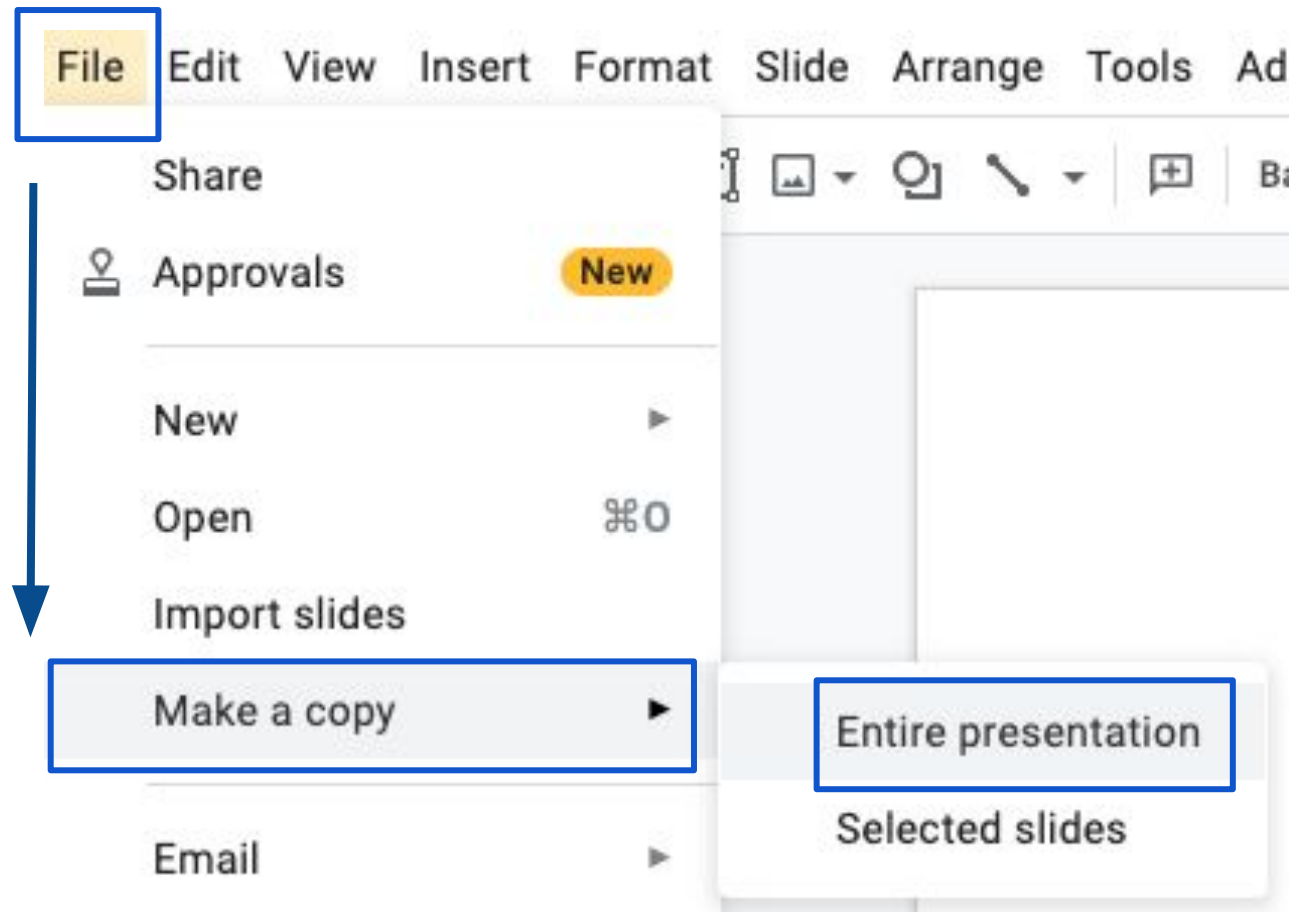 File Edit View Insert Format Slide Arrange Tools Ad
Share
Approvals New
New
Open ⌘O
Import slides
Make a copy
Entire presentation
Selected slides
Email